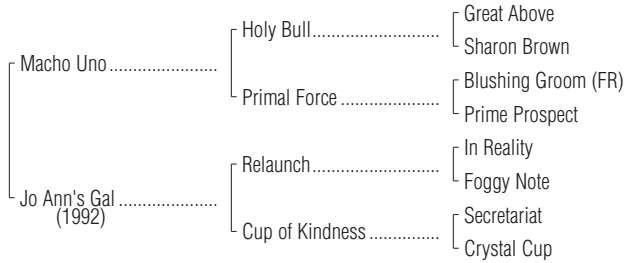 Great Above
Holy Bull....................
Sharon Brown
Macho Uno ......................
Blushing Groom (FR)
Primal Force ....................
Prime Prospect
In Reality
Relaunch....................
Foggy Note
Jo Ann's Gal ....................
(1992)
Secretariat
Cup of Kindness..............
Crystal Cup